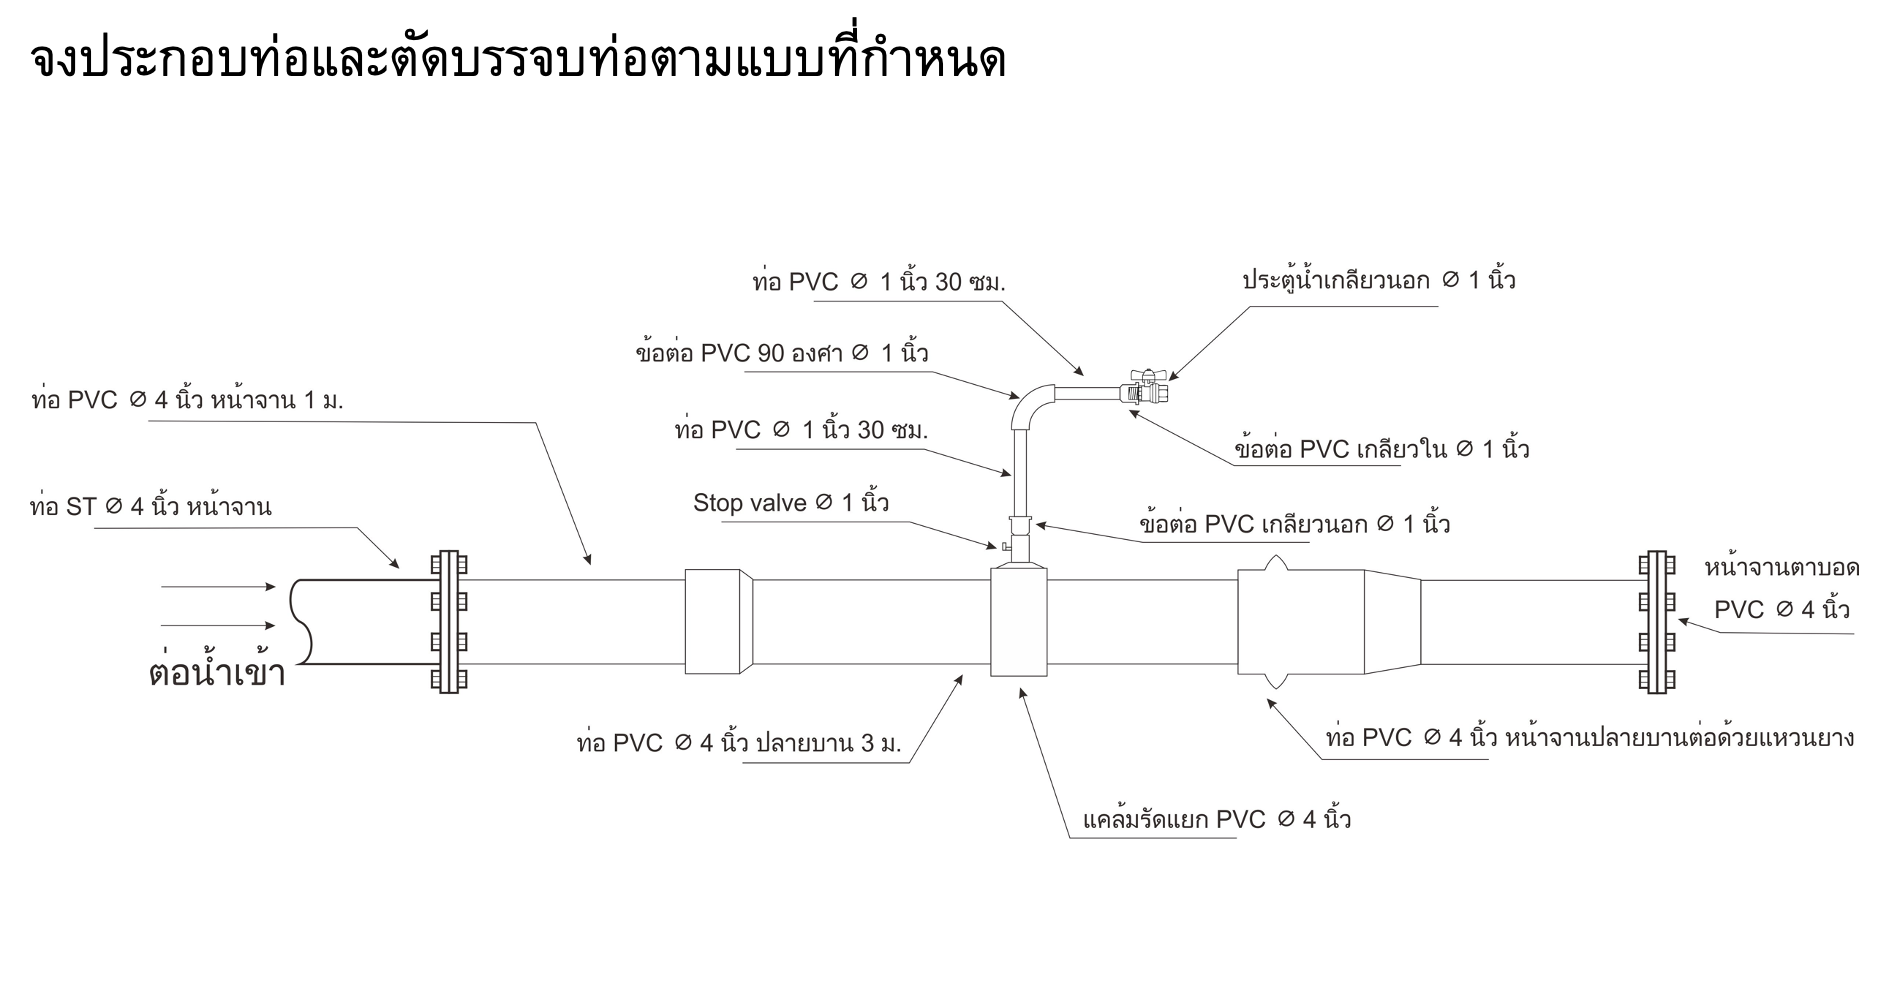 จงประกอบท่อและตัดบรรจบท่อตามแบบที่กำหนด
ท่อ PVC ∅ 1 นิ้ว 30 ซม.
ประตู้น้ำเกลียวนอก ∅ 1 นิ้ว
ข้อต่อ PVC 90 องศา ∅ 1 นิ้ว
ท่อ PVC ∅ 4 นิ้ว หน้าจาน 1 ม.
ท่อ PVC ∅ 1 นิ้ว 30 ซม.
ข้อต่อ PVC เกลียวใน ∅ 1 นิ้ว
ท่อ ST ∅ 4 นิ้ว หน้าจาน
Stop valve ∅ 1 นิ้ว
ข้อต่อ PVC เกลียวนอก ∅ 1 นิ้ว
หน้าจานตาบอด
PVC ∅ 4 นิ้ว
ต่อน้ำเข้า
ท่อ PVC ∅ 4 นิ้ว ปลายบาน 3 ม.
ท่อ PVC ∅ 4 นิ้ว หน้าจานปลายบานต่อด้วยแหวนยาง
แคล้มรัดแยก PVC ∅ 4 นิ้ว